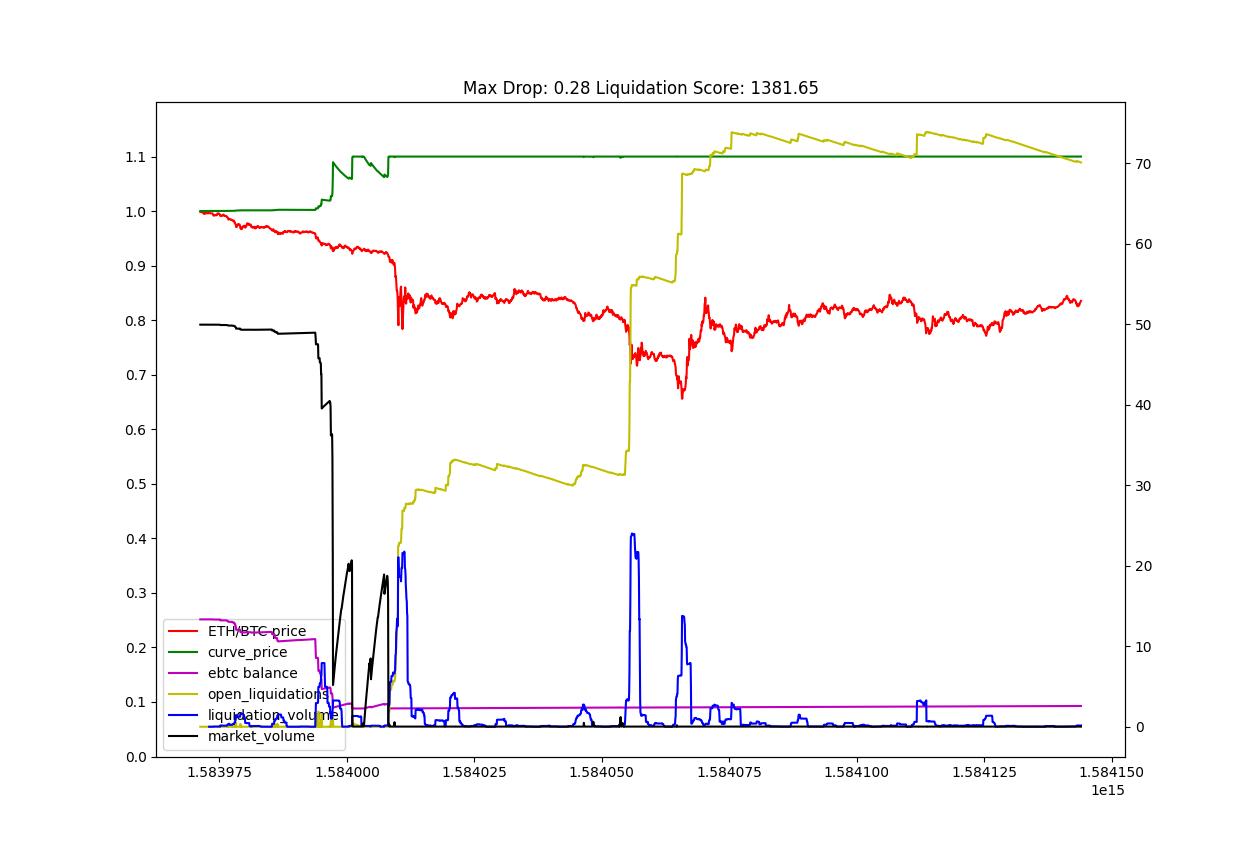 Max Drop: 0.28 Liquidation Score: 1381.65
1.1
1.0
0.9
0.8
0.7
0.6
0.5
0.4
0.3
0.2
0.1
0.0
70
60
50
40
30
20
10
0
ETH/BTC price
curve_price
ebtc balance
open_liquidations
liquidation_volume
market_volume
1.583975 1.584000 1.584025 1.584050 1.584075 1.584100 1.584125 1.584150
1e15